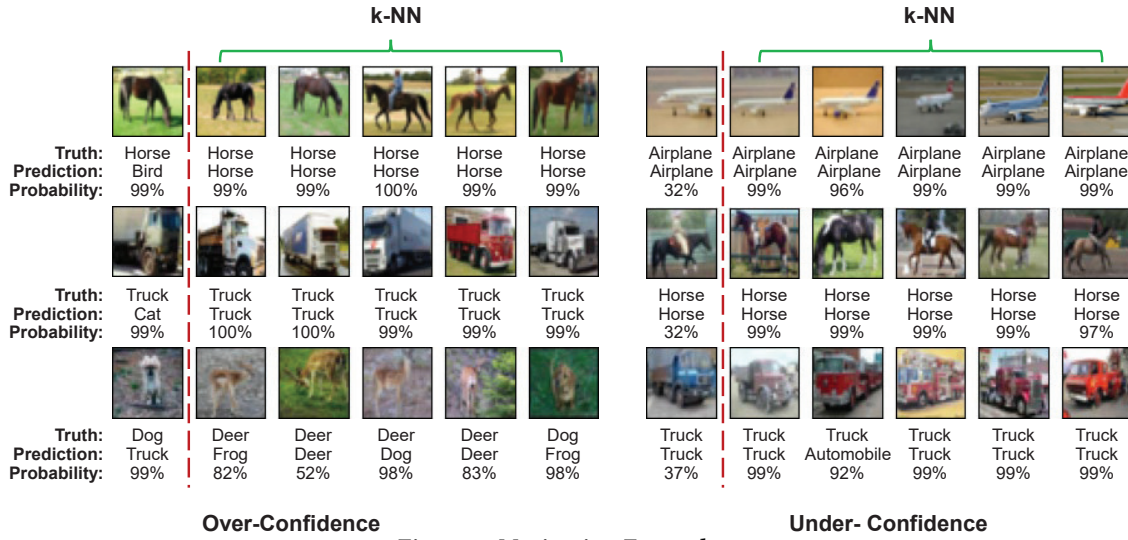 k-NN
Truth: Horse Horse Horse Horse Horse Horse
Prediction: Bird Horse Horse Horse Horse Horse
Probability: 99% 99% 99% 100% 99% 99%
Truth: Truck Truck Truck Truck Truck Truck
Prediction: Cat Truck Truck Truck Truck Truck
Probability: 99% 100% 100% 99% 99% 99%
Truth: Dog Deer Deer Deer Deer Dog
Prediction: Truck Frog Deer Dog Deer Frog
Probability: 99% 82% 52% 98% 83% 98%
Over-Confidence
k-NN
Airplane Airplane Airplane Airplane Airplane Airplane
Airplane Airplane Airplane Airplane Airplane Airplane
32% 99% 96% 99% 99% 99%
Horse Horse Horse Horse Horse Horse
Horse Horse Horse Horse Horse Horse
32% 99% 99% 99% 99% 97%
Truck Truck Truck Truck Truck Truck
Truck Truck Automobile Truck Truck Truck
37% 99% 92% 99% 99% 99%
Under- Confidence